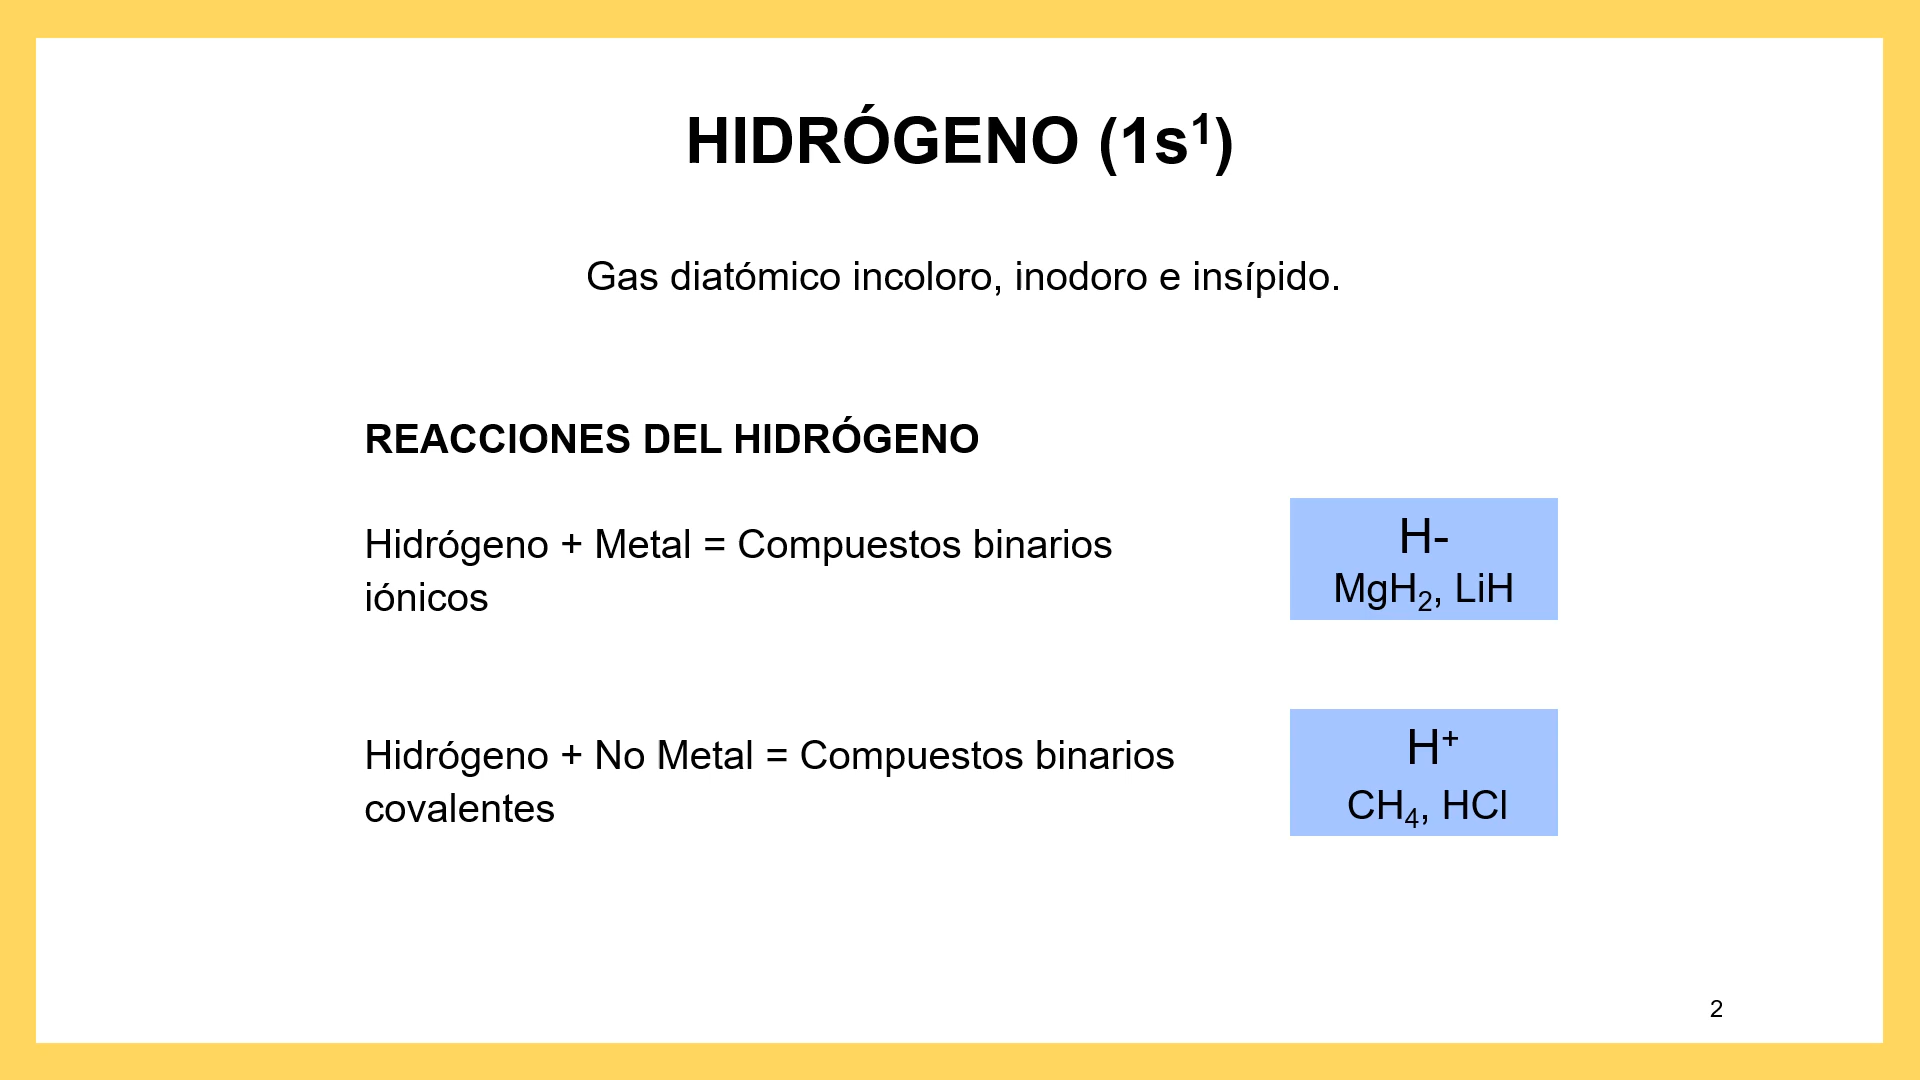 HIDRÓGENO (1s¹)
Gas diatómico incoloro, inodoro e insípido.
REACCIONES DEL HIDRÓGENO
Hidrógeno + Metal = Compuestos binarios
iónicos
H-
MgH₂, LiH
Hidrógeno + No Metal = Compuestos binarios
covalentes
H⁺
CH₄, HCl
2